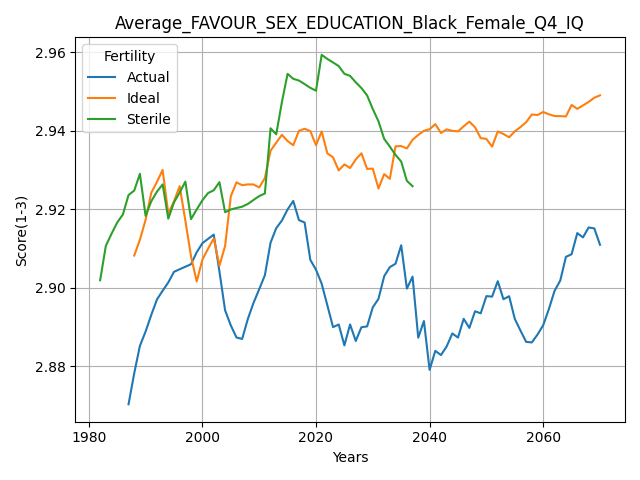 Average_FAVOUR_SEX_EDUCATION_Black_Female_Q4_IQ
Fertility
Actual
Ideal
Sterile
Score(1-3)
2.96
2.94
2.92
2.90
2.88
1980
2000
2020
2040
2060
Years